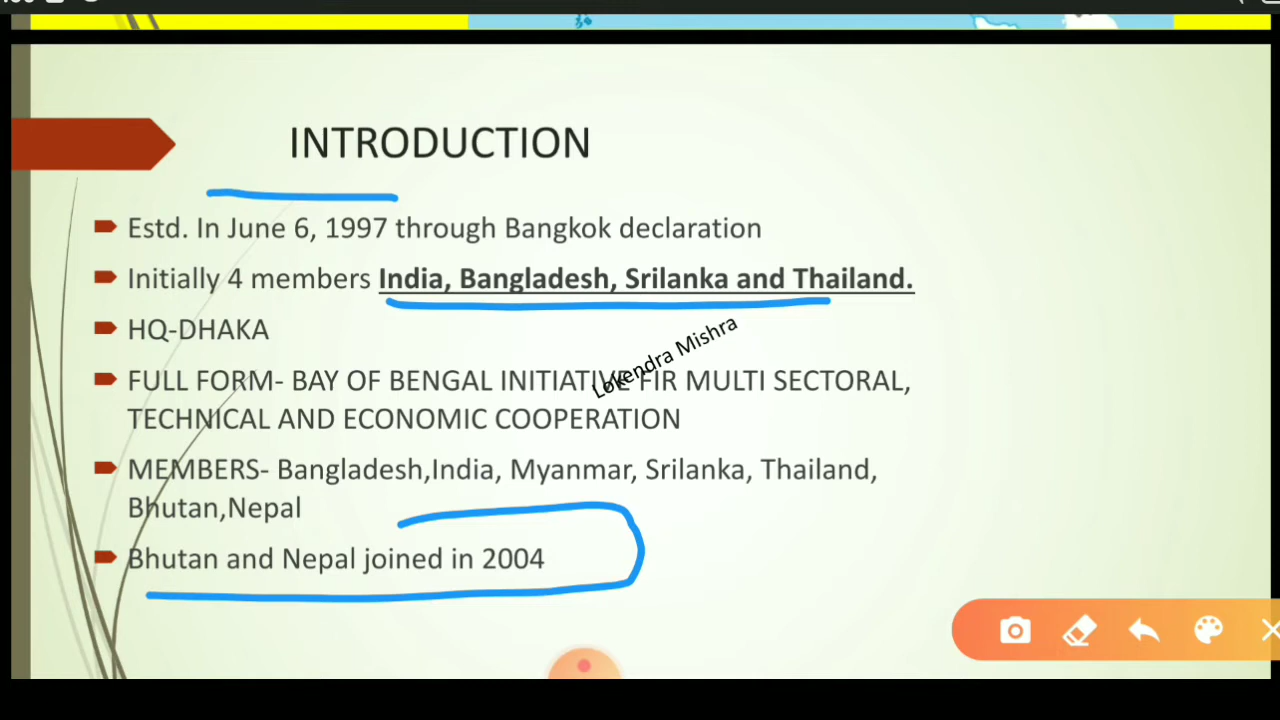 INTRODUCTION
Estd. In June 6, 1997 through Bangkok declaration
Initially 4 members India, Bangladesh, Srilanka and Thailand.
HQ-DHAKA
Lokendra Mishra
FULL FORM- BAY OF BENGAL INITIATIVE FIR MULTI SECTORAL,
TECHNICAL AND ECONOMIC COOPERATION
MEMBERS- Bangladesh,India, Myanmar, Srilanka, Thailand,
Bhutan,Nepal
Bhutan and Nepal joined in 2004